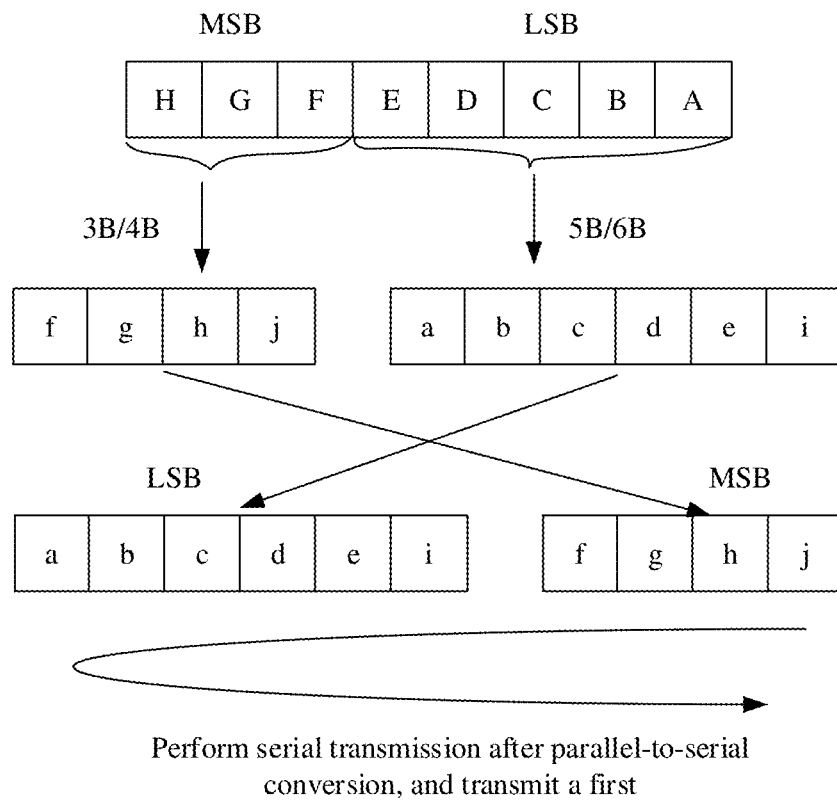 MSB LSB
H G F E D C B A
3B/4B 5B/6B
f g h j a b c d e i
LSB MSB
a b c d e i f g h j
Perform serial transmission after parallel-to-serial
conversion, and transmit a first